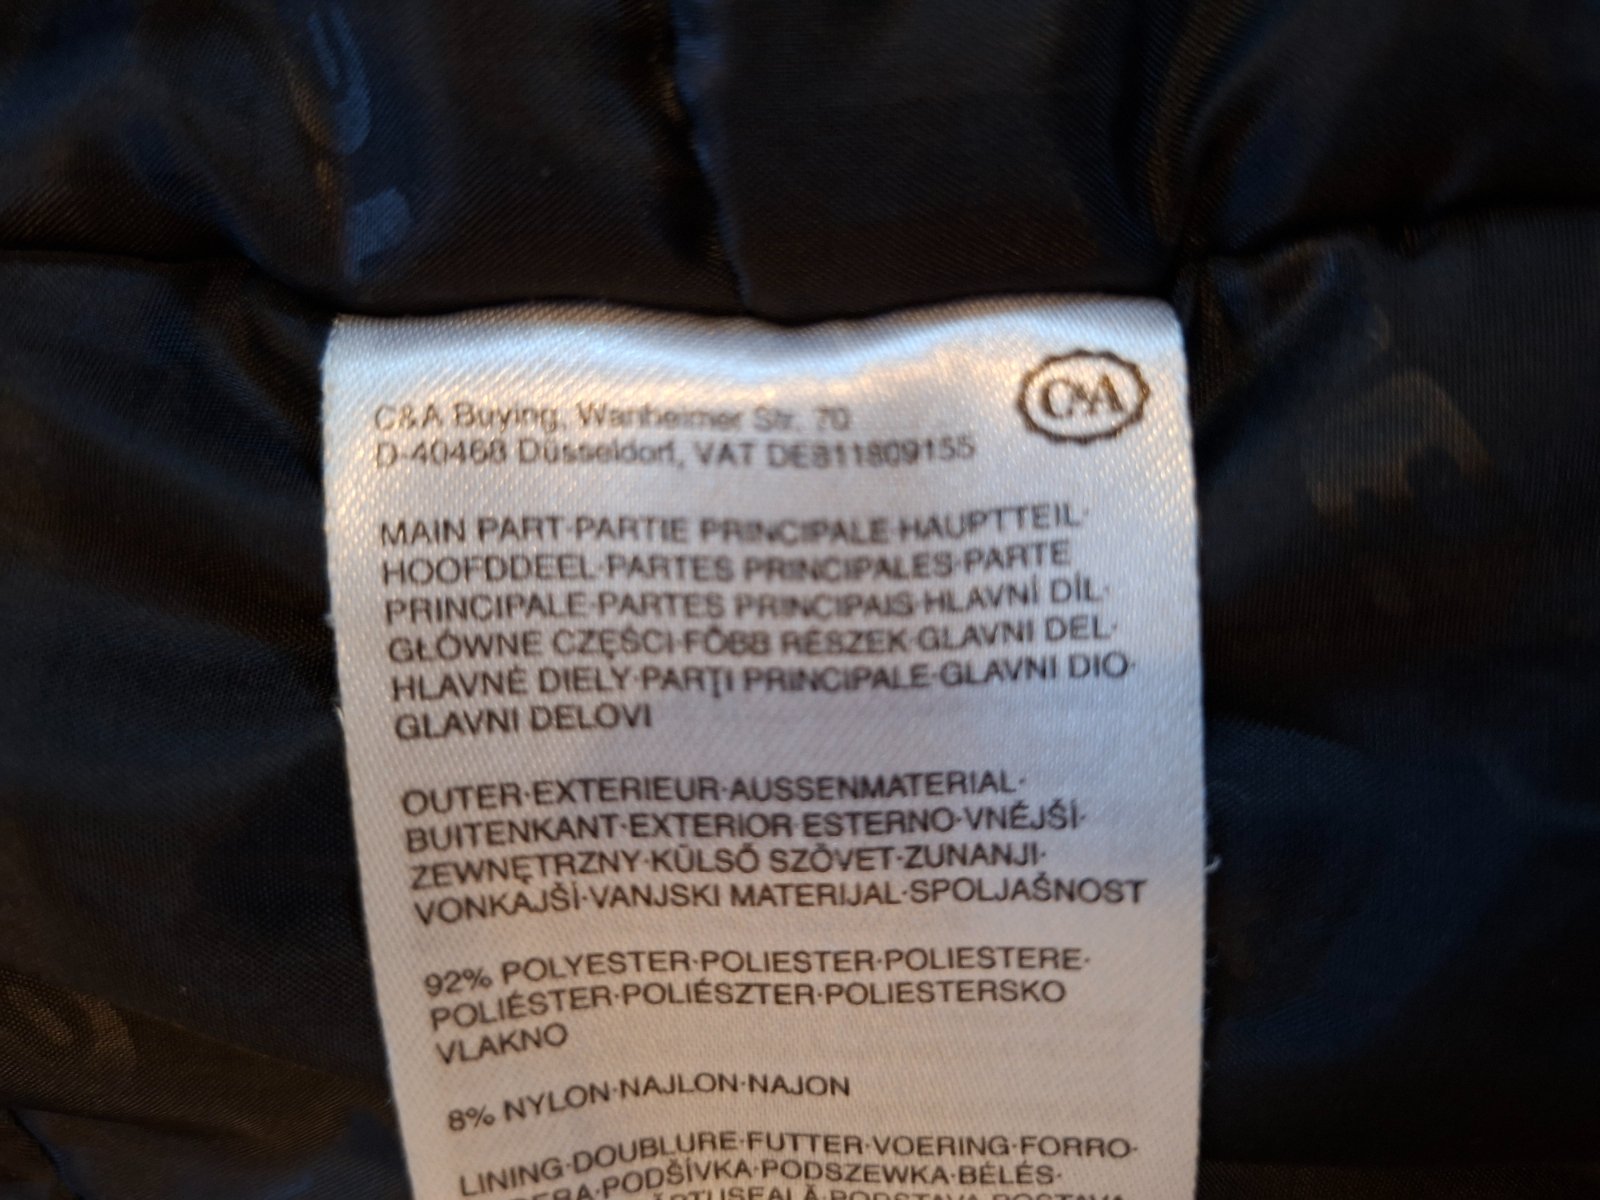 C&A
C&A Buying, Wanheimer Str. 70
D-40468 Düsseldorf, VAT DE811809155
MAIN PART·PARTIE PRINCIPALE·HAUPTTEIL·
HOOFDDEEL·PARTES PRINCIPALES·PARTE
PRINCIPALE·PARTES PRINCIPAIS·HLAVNÍ DÍL·
GŁÓWNE CZĘŚCI·FŐBB RÉSZEK·GLAVNI DEL·
HLAVNÉ DIELY·PARŢI PRINCIPALE·GLAVNI DIO·
GLAVNI DELOVI
OUTER·EXTERIEUR·AUSSENMATERIAL·
BUITENKANT·EXTERIOR·ESTERNO·VNĚJŠÍ·
ZEWNĘTRZNY·KÜLSŐ SZÖVET·ZUNANJI·
VONKAJŠÍ·VANJSKI MATERIJAL·SPOLJAŠNOST
92% POLYESTER·POLIESTER·POLIESTERE·
POLIÉSTER·POLIÉSZTER·POLIESTERSKO
VLAKNO
8% NYLON·NAJLON·NAJON
LINING·DOUBLURE·FUTTER·VOERING·FORRO·
PODŠÍVKA·PODSZEWKA·BÉLÉS·